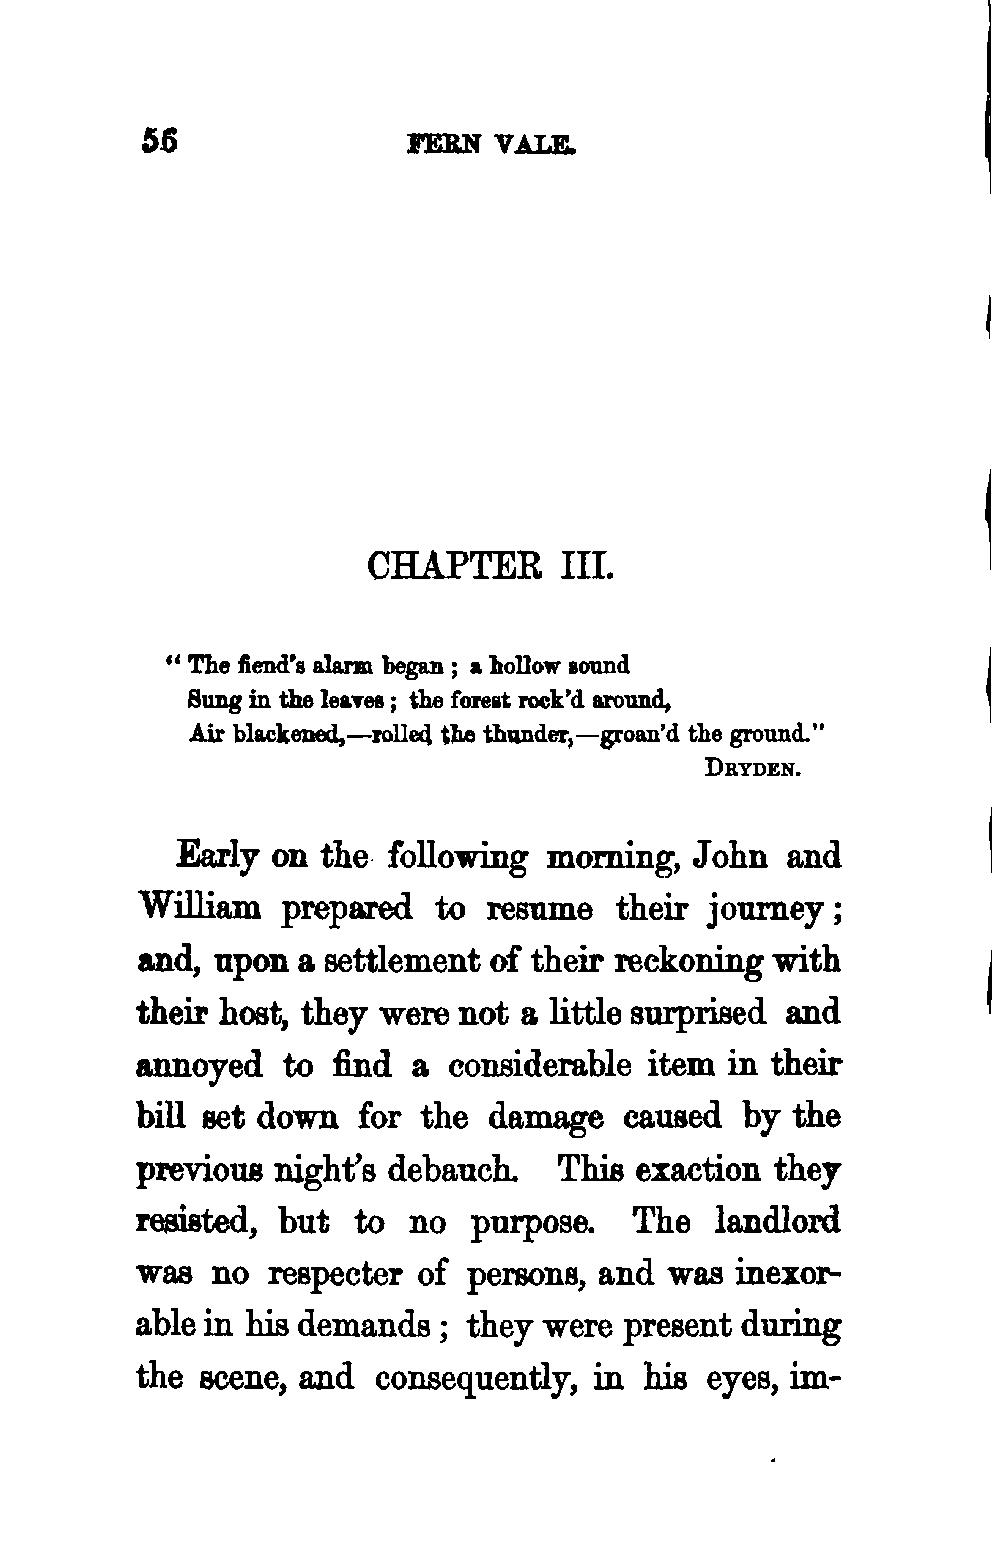 56 FERN VALE.
CHAPTER III.
“ The fiend's alarm began ; a hollow sound
Sung in the leaves ; the forest rock'd around,
Air blackened,—rolled the thunder,—groan'd the ground.”
DRYDEN.
Early on the following morning, John and
William prepared to resume their journey ;
and, upon a settlement of their reckoning with
their host, they were not a little surprised and
annoyed to find a considerable item in their
bill set down for the damage caused by the
previous night's debauch. This exaction they
resisted, but to no purpose. The landlord
was no respecter of persons, and was inexor-
able in his demands ; they were present during
the scene, and consequently, in his eyes, im-